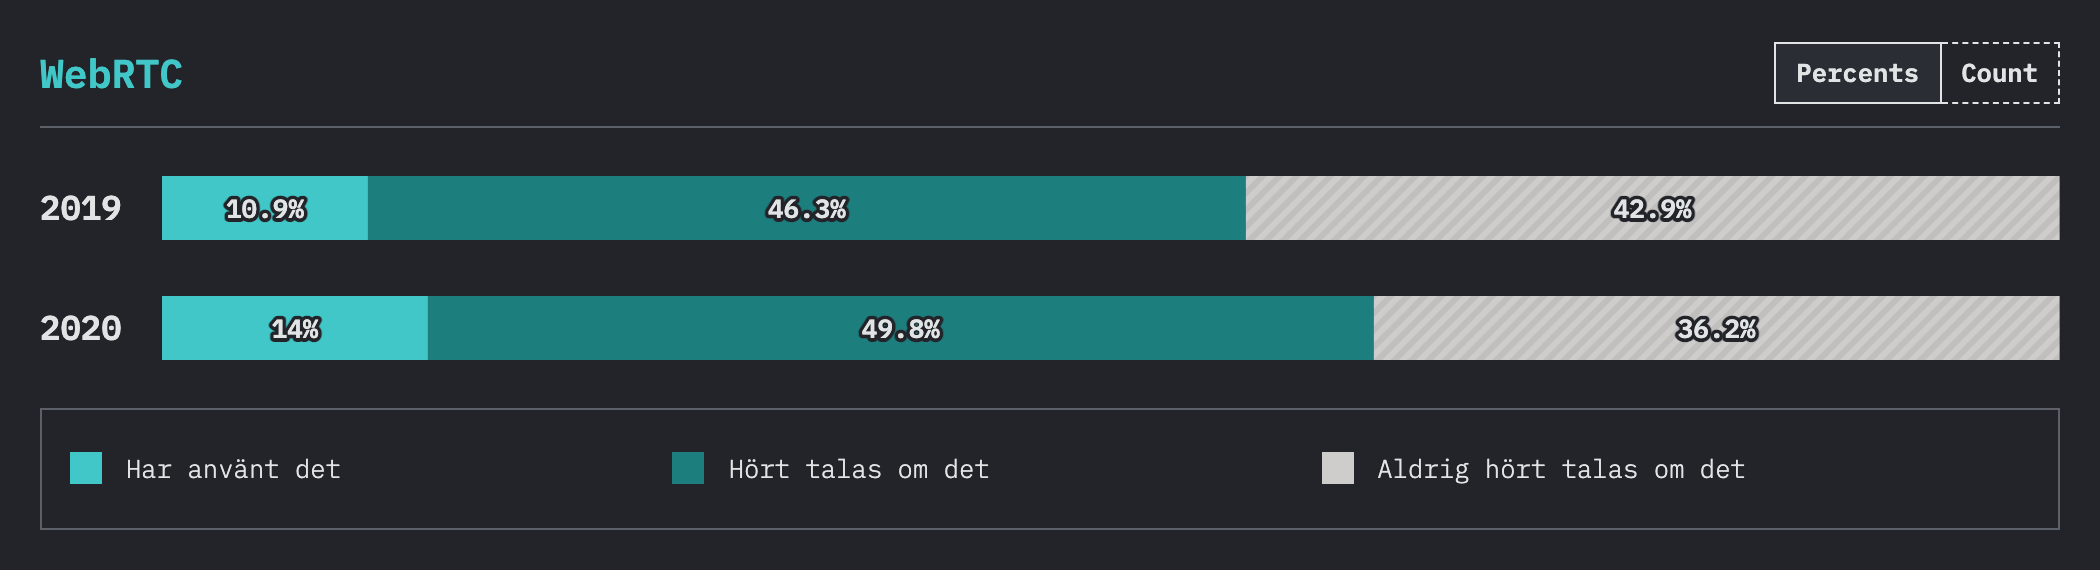 WebRTC
Percents Count
2019 10.9% 46.3% 42.9%
2020 14% 49.8% 36.2%
Har använt det Hört talas om det Aldrig hört talas om det